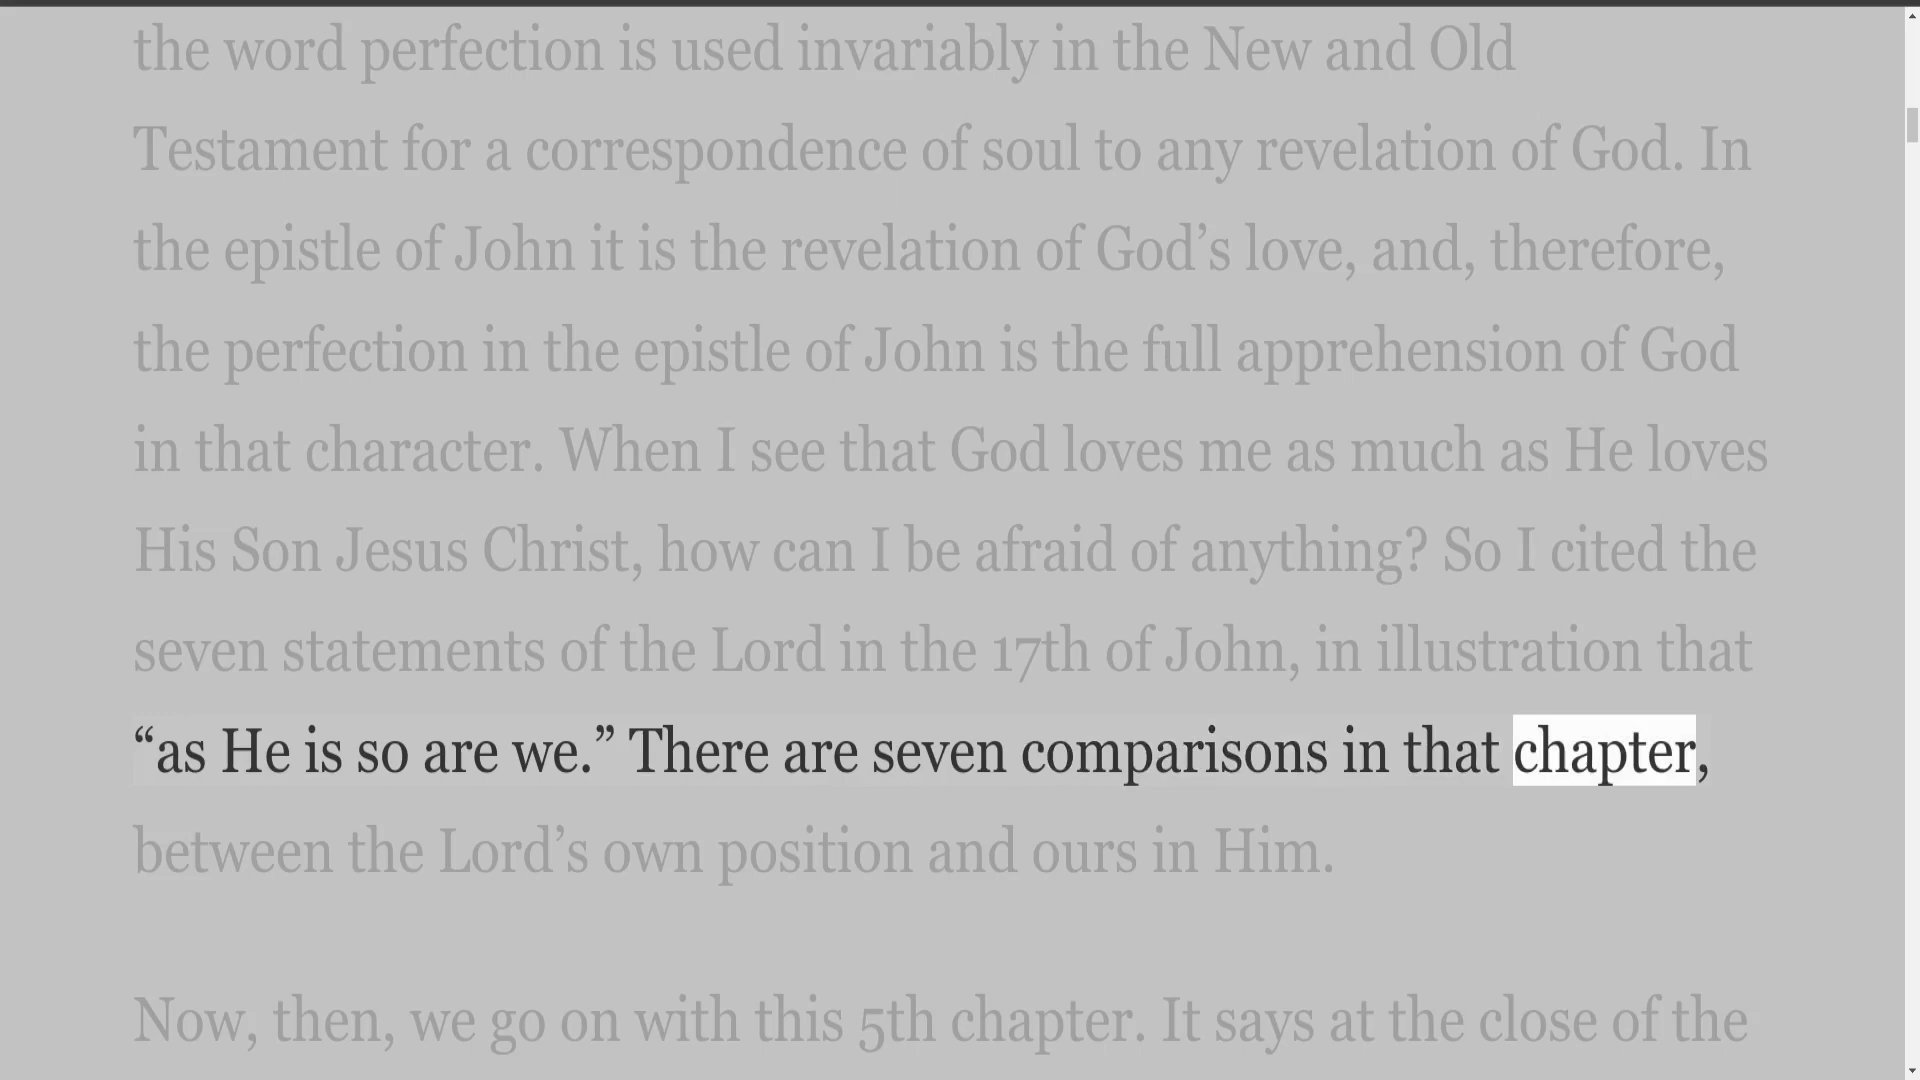 the word perfection is used invariably in the New and Old
Testament for a correspondence of soul to any revelation of God. In
the epistle of John it is the revelation of God’s love, and, therefore,
the perfection in the epistle of John is the full apprehension of God
in that character. When I see that God loves me as much as He loves
His Son Jesus Christ, how can I be afraid of anything? So I cited the
seven statements of the Lord in the 17th of John, in illustration that
“as He is so are we.” There are seven comparisons in that chapter,
between the Lord’s own position and ours in Him.
Now, then, we go on with this 5th chapter. It says at the close of the